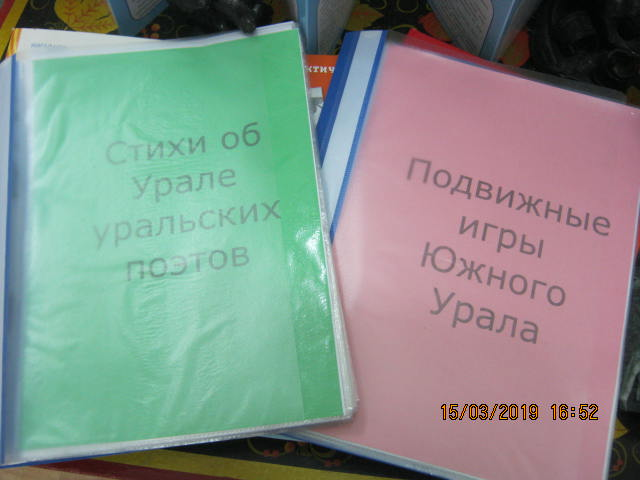 Стихи об
Урале
уральских
поэтов
Подвижные
игры
Южного
Урала
15/03/2019 16:52